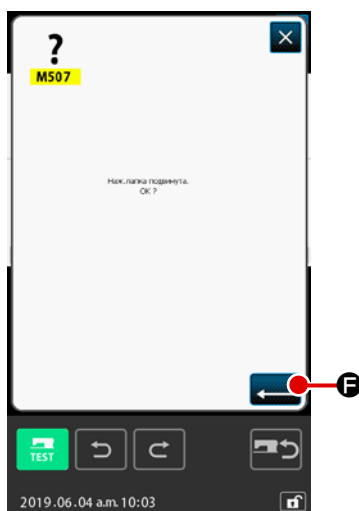 ?
M507
Наж.лапка подвинута.
OK ?
F
TEST
2019.06.04 a.m. 10:03